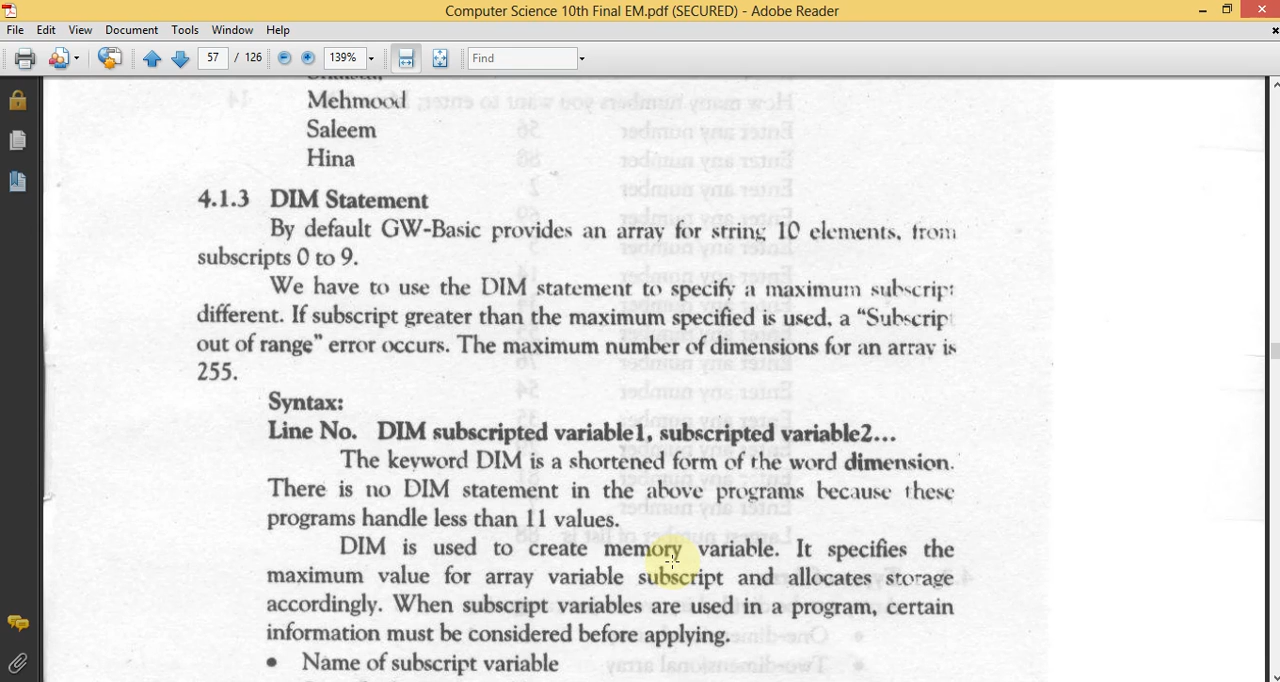 Computer Science 10th Final EM.pdf (SECURED) - Adobe Reader
File Edit View Document Tools Window Help
57 / 126 139% Find
Mehmood
Saleem
Hina
4.1.3 DIM Statement
By default GW-Basic provides an array for string 10 elements, from
subscripts 0 to 9.
We have to use the DIM statement to specify a maximum subscript
different. If subscript greater than the maximum specified is used, a “Subscript
out of range” error occurs. The maximum number of dimensions for an array is
255.
Syntax:
Line No. DIM subscripted variable1, subscripted variable2...
The keyword DIM is a shortened form of the word dimension.
There is no DIM statement in the above programs because these
programs handle less than 11 values.
DIM is used to create memory variable. It specifies the
maximum value for array variable subscript and allocates storage
accordingly. When subscript variables are used in a program, certain
information must be considered before applying.
• Name of subscript variable